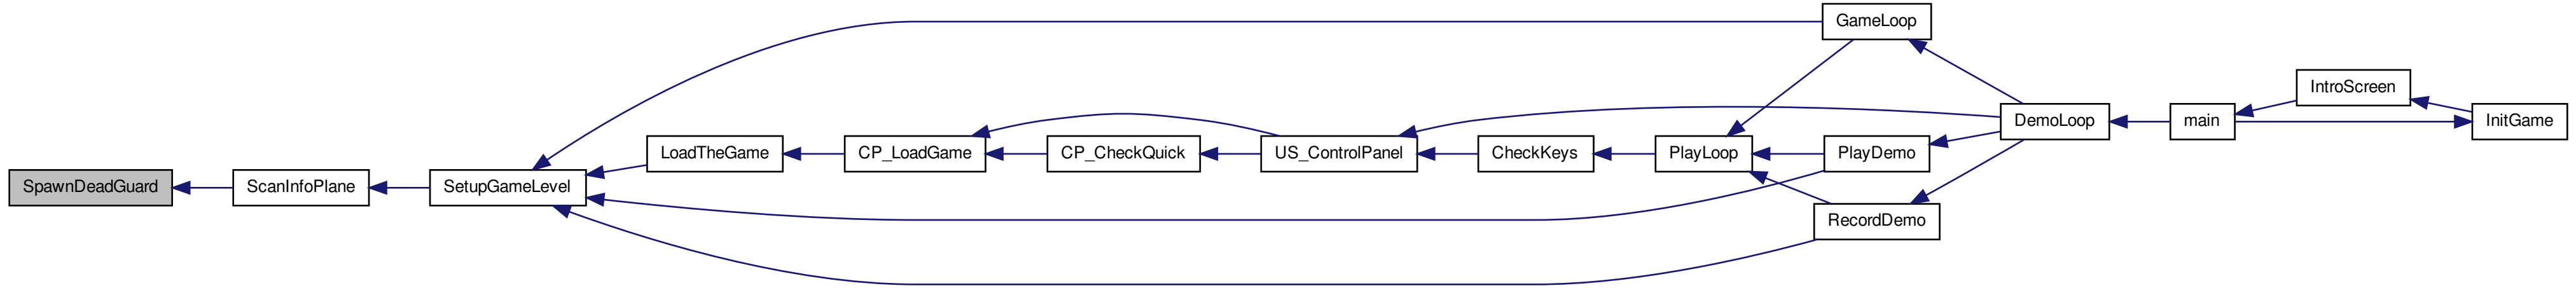 GameLoop
IntroScreen
DemoLoop
main
InitGame
LoadTheGame
CP_LoadGame
CP_CheckQuick
US_ControlPanel
CheckKeys
PlayLoop
PlayDemo
SpawnDeadGuard
ScanInfoPlane
SetupGameLevel
RecordDemo